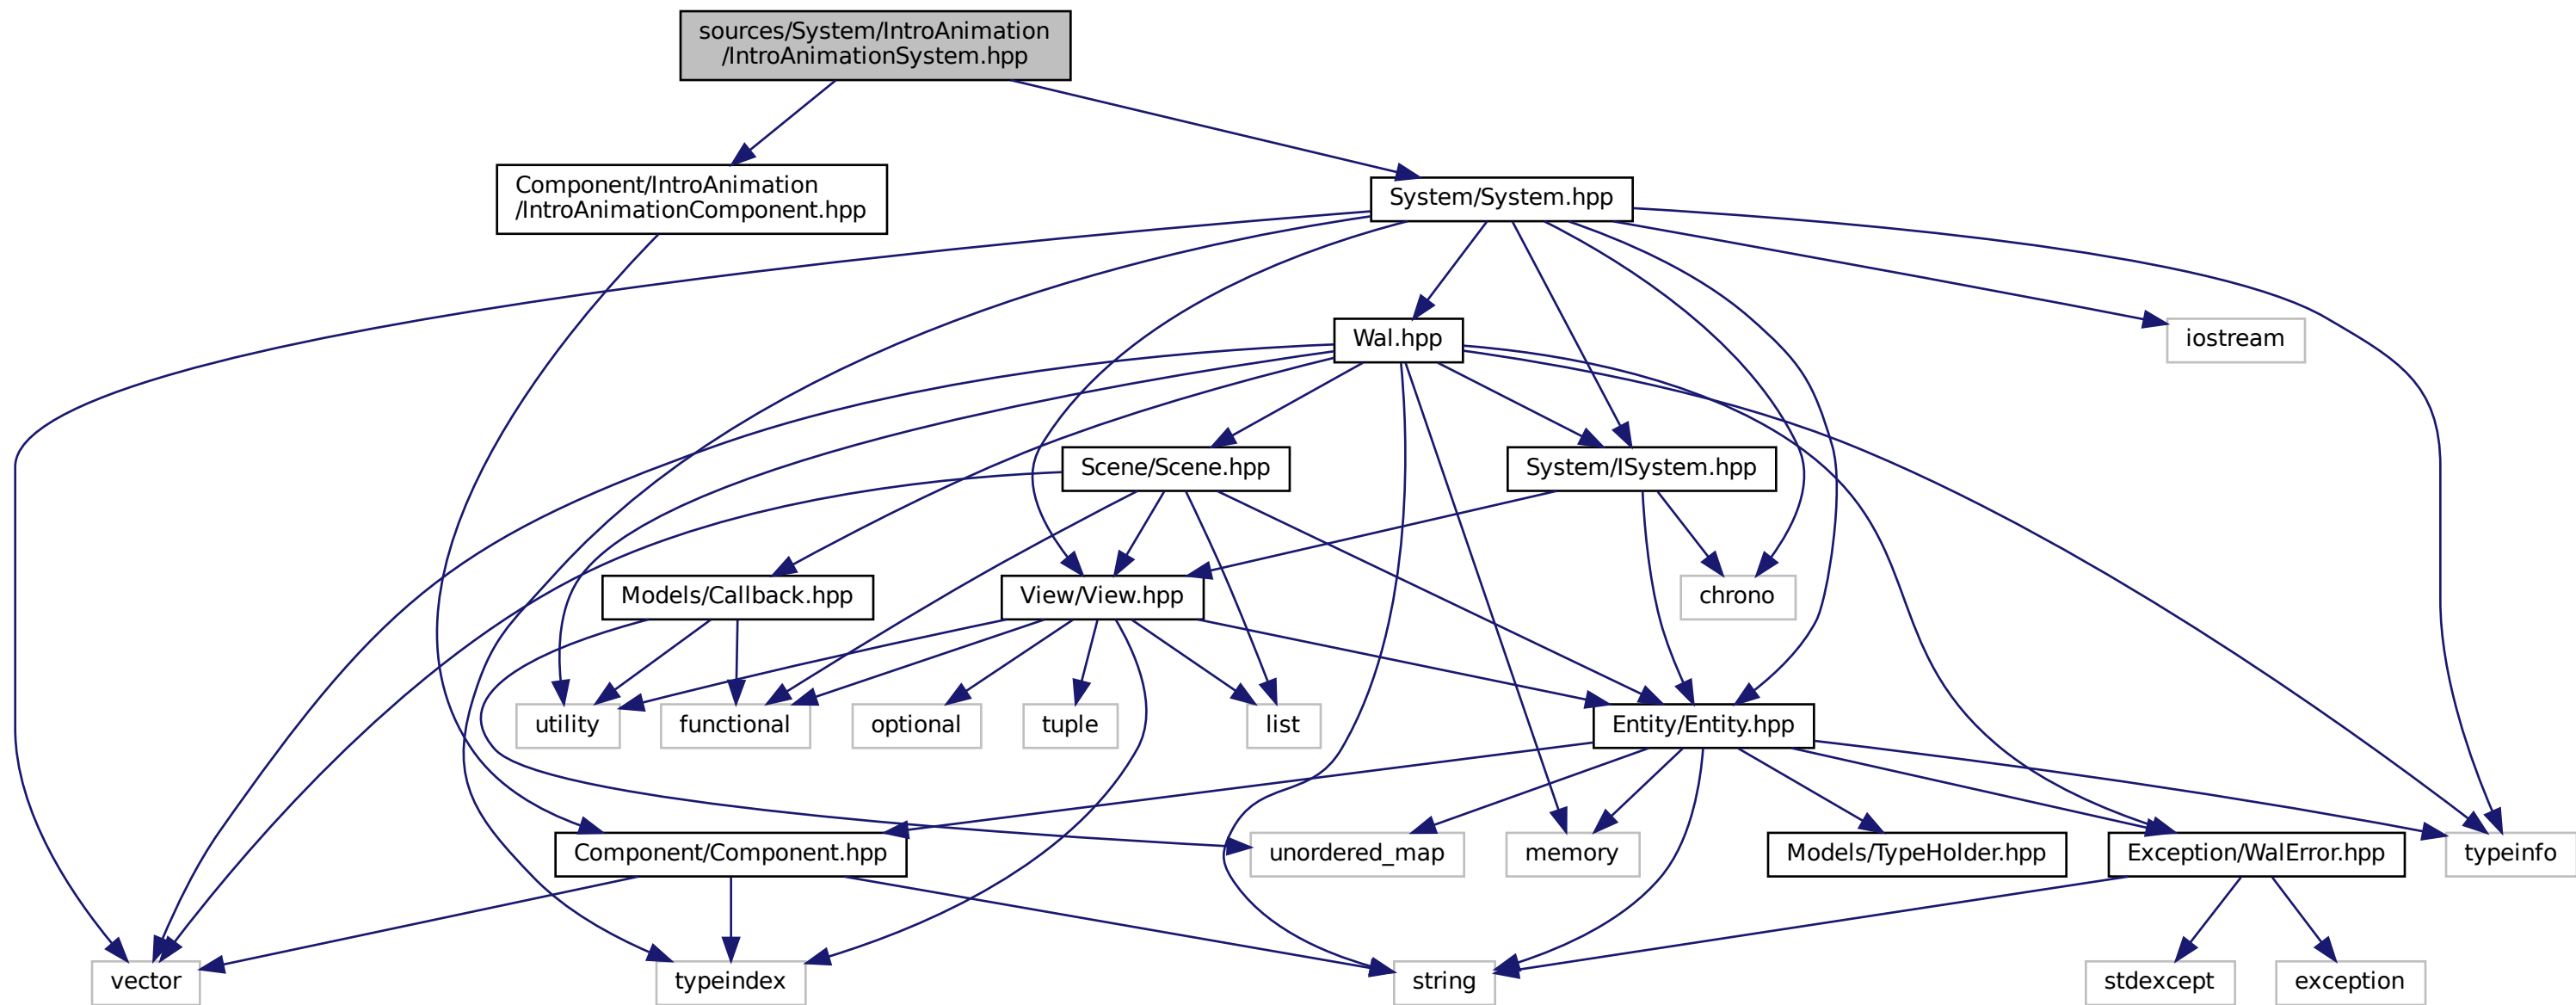 sources/System/IntroAnimation
/IntroAnimationSystem.hpp
Component/IntroAnimation
/IntroAnimationComponent.hpp
System/System.hpp
Wal.hpp
iostream
Scene/Scene.hpp
System/ISystem.hpp
Models/Callback.hpp
View/View.hpp
chrono
utility
functional
optional
tuple
list
Entity/Entity.hpp
Component/Component.hpp
unordered_map
memory
Models/TypeHolder.hpp
Exception/WalError.hpp
typeinfo
vector
typeindex
string
stdexcept
exception